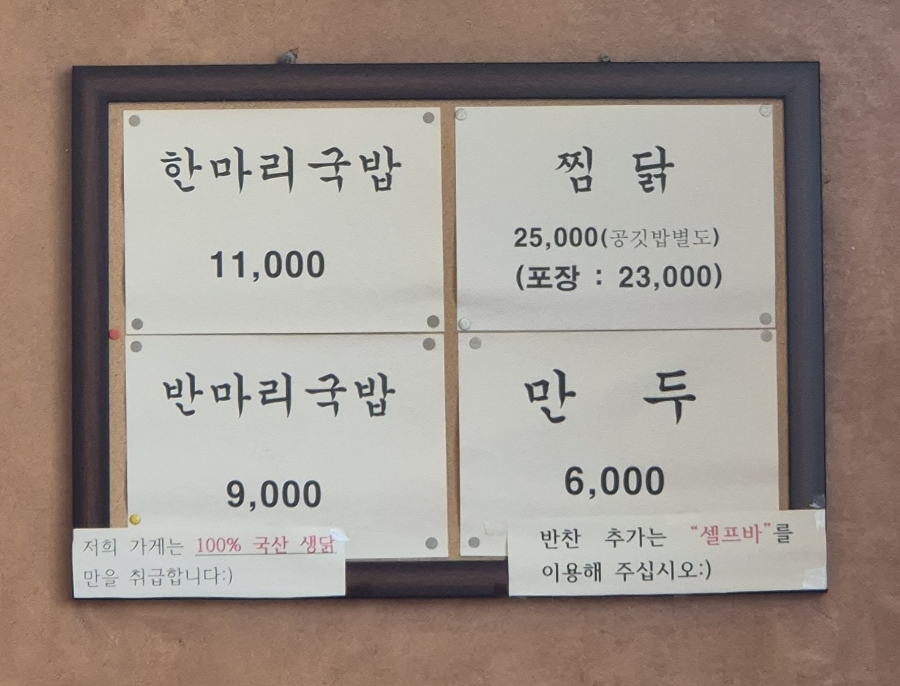 한마리국밥
11,000
찜 닭
25,000(공깃밥별도)
(포장 : 23,000)
반마리국밥
9,000
만 두
6,000
저희 가게는 100% 국산 생닭
만을 취급합니다:)
반찬 추가는 "셀프바"를
이용해 주십시오:)